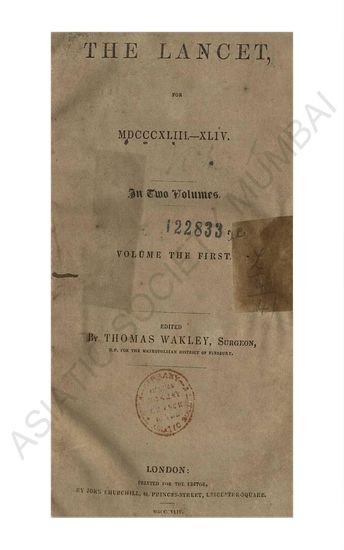 THE LANCET,
FOR
MDCCCXLIII.—XLIV.
In Two Volumes.
122833
VOLUME THE FIRST.
EDITED
BY THOMAS WAKLEY, SURGEON,
M.P. FOR THE METROPOLITAN DISTRICT OF FINSBURY.
LONDON:
PRINTED FOR THE EDITOR,
BY JOHN CHURCHILL, PRINCES-STREET, LEICESTER-SQUARE.
MDCCCXLIV.
ASIATIC SOCIETY MUMBAI